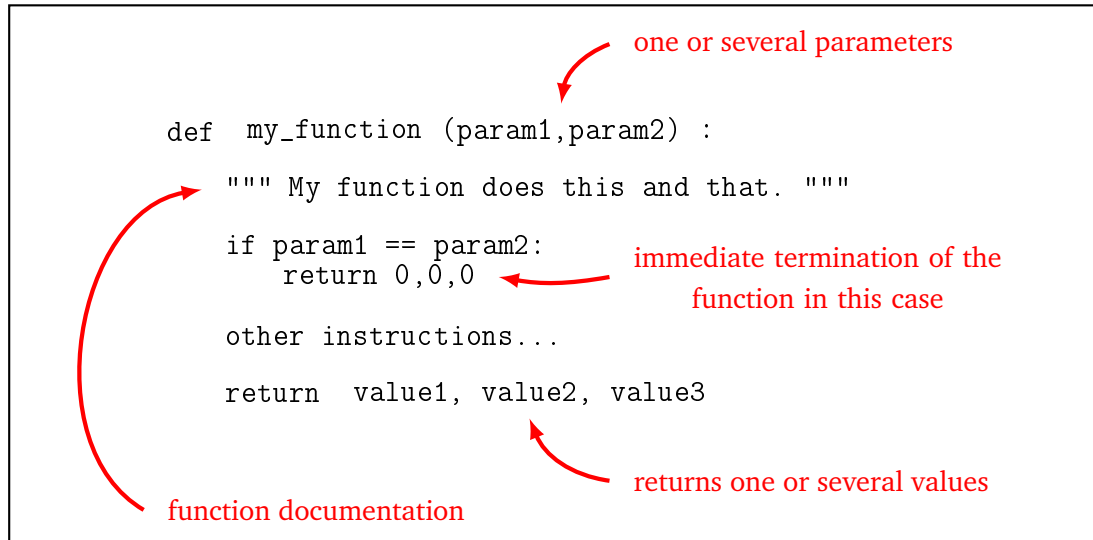 one or several parameters
def my_function (param1,param2) :
""" My function does this and that. """
if param1 == param2:
return 0,0,0
immediate termination of the
function in this case
other instructions...
return value1, value2, value3
returns one or several values
function documentation